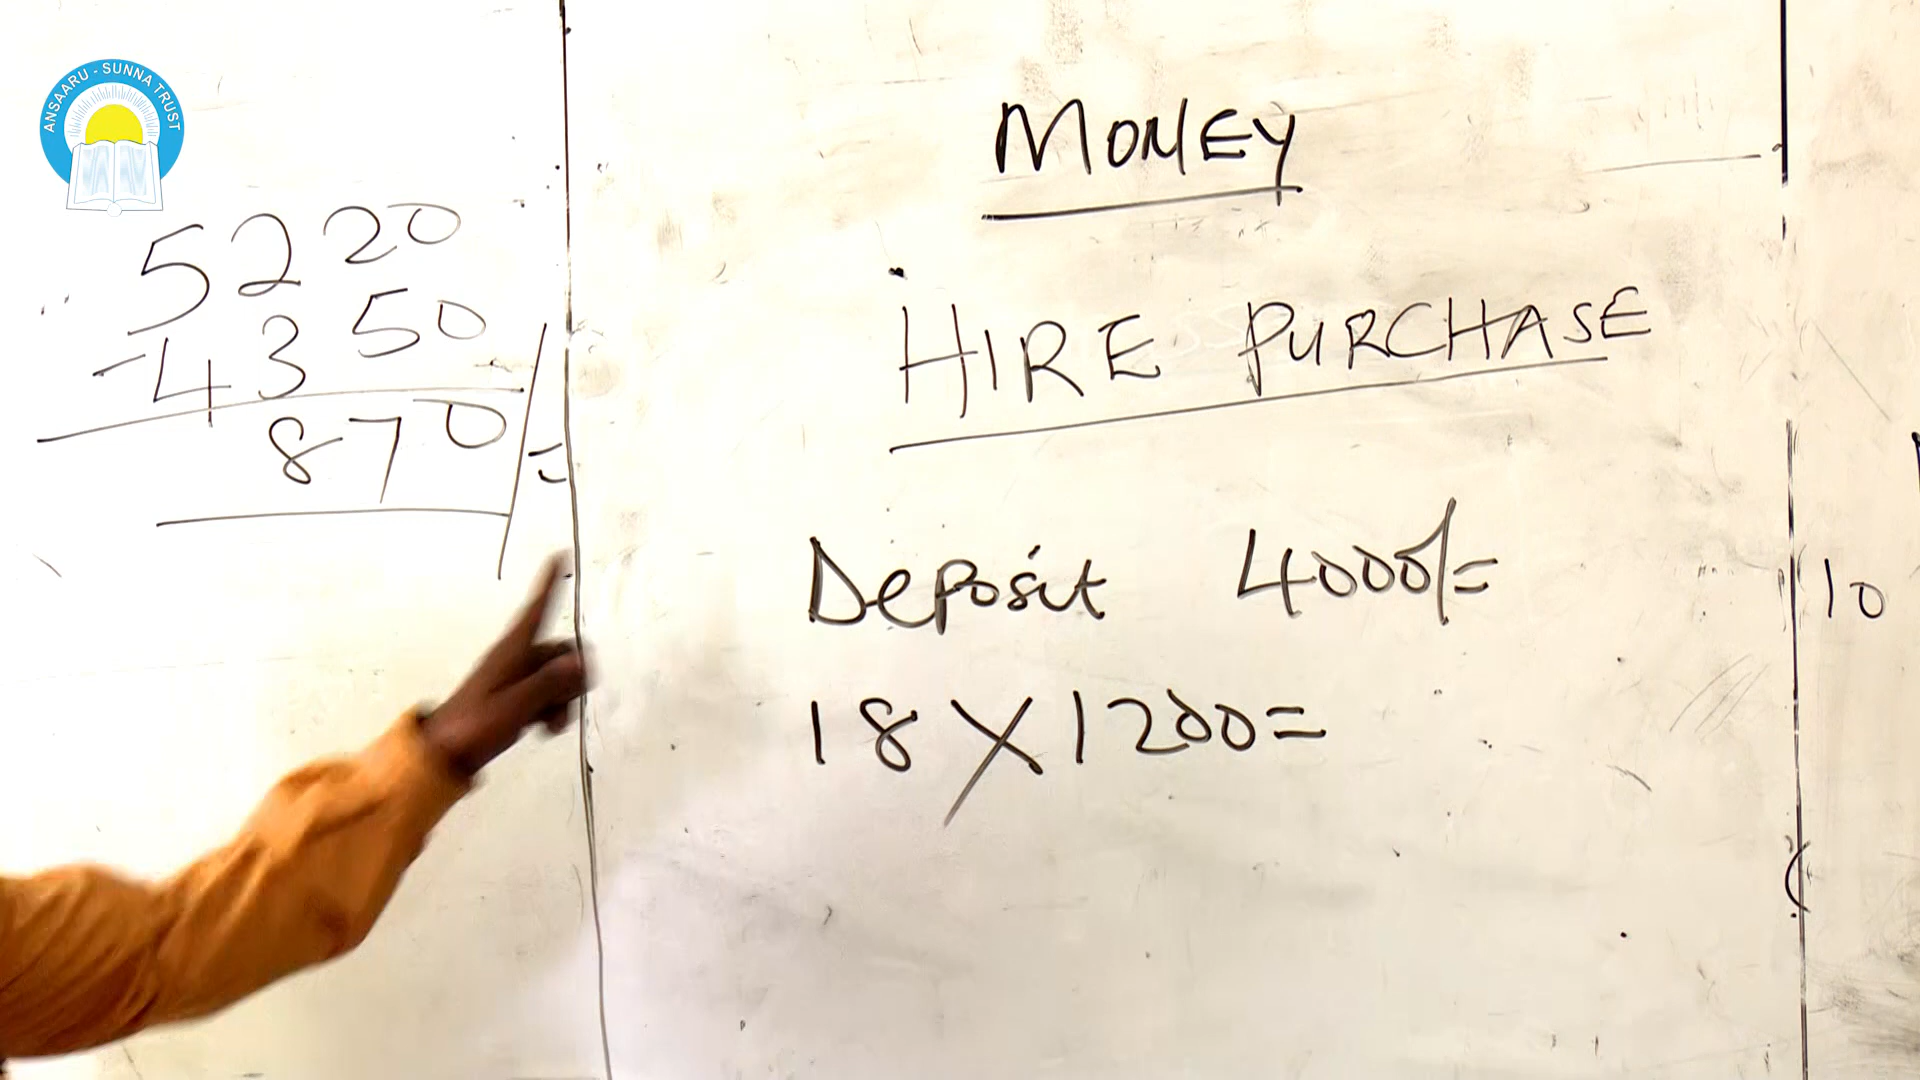 ANSAARU - SUNNA TRUST
5220
-4350
870/=
MONEY
HIRE PURCHASE
Deposit 4000/=
18 X 1200=
10